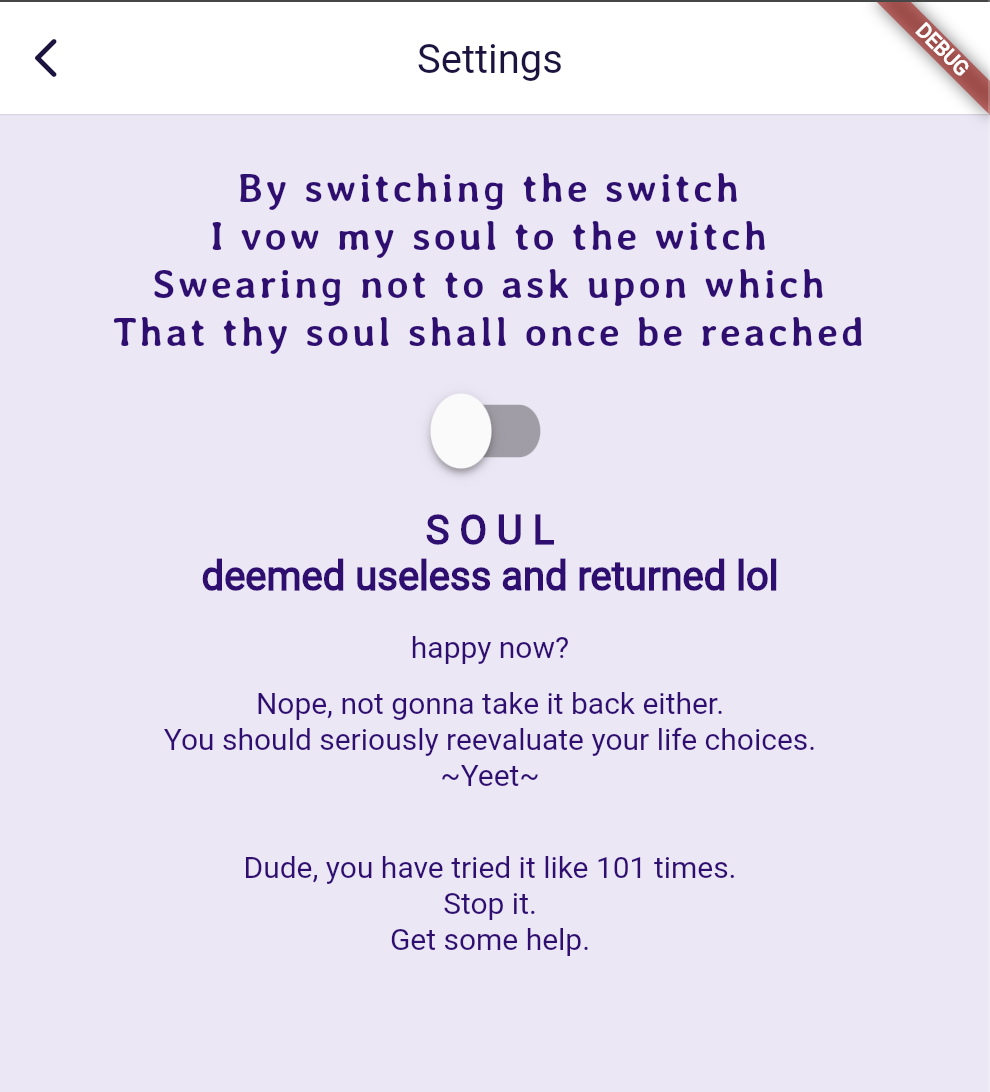 Settings
DEBUG
By switching the switch
I vow my soul to the witch
Swearing not to ask upon which
That thy soul shall once be reached
SOUL
deemed useless and returned lol
happy now?
Nope, not gonna take it back either.
You should seriously reevaluate your life choices.
~Yeet~
Dude, you have tried it like 101 times.
Stop it.
Get some help.